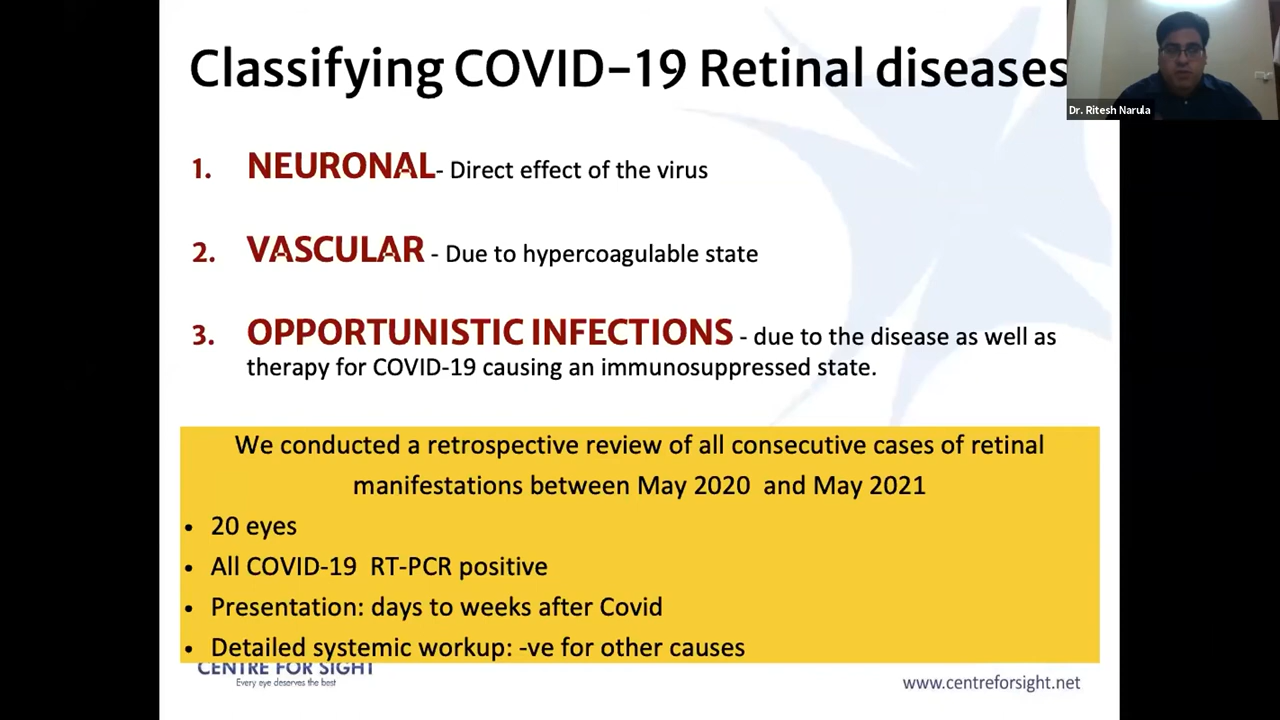 Classifying COVID-19 Retinal diseases
Dr. Ritesh Narula
1. NEURONAL- Direct effect of the virus
2. VASCULAR - Due to hypercoagulable state
3. OPPORTUNISTIC INFECTIONS - due to the disease as well as
therapy for COVID-19 causing an immunosuppressed state.
We conducted a retrospective review of all consecutive cases of retinal
manifestations between May 2020 and May 2021
• 20 eyes
• All COVID-19 RT-PCR positive
• Presentation: days to weeks after Covid
• Detailed systemic workup: -ve for other causes
CENTRE FOR SIGHT
Every eye deserves the best
www.centreforsight.net